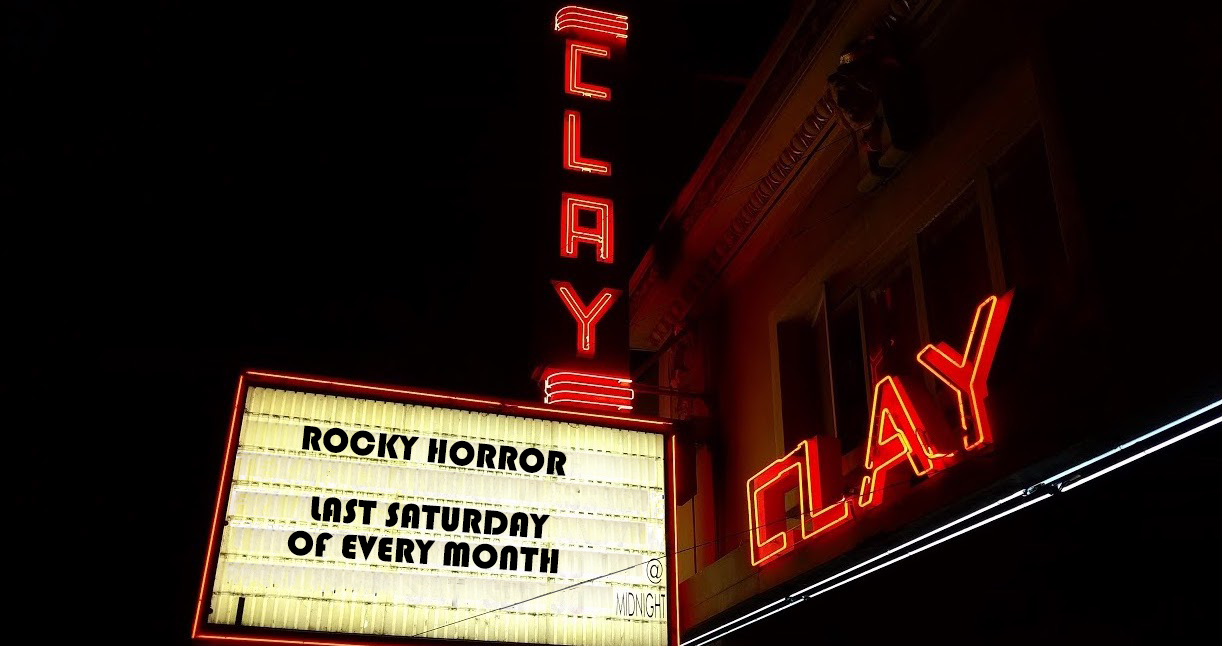 CLAY
CLAY
ROCKY HORROR
LAST SATURDAY
OF EVERY MONTH
@
MIDNIGHT